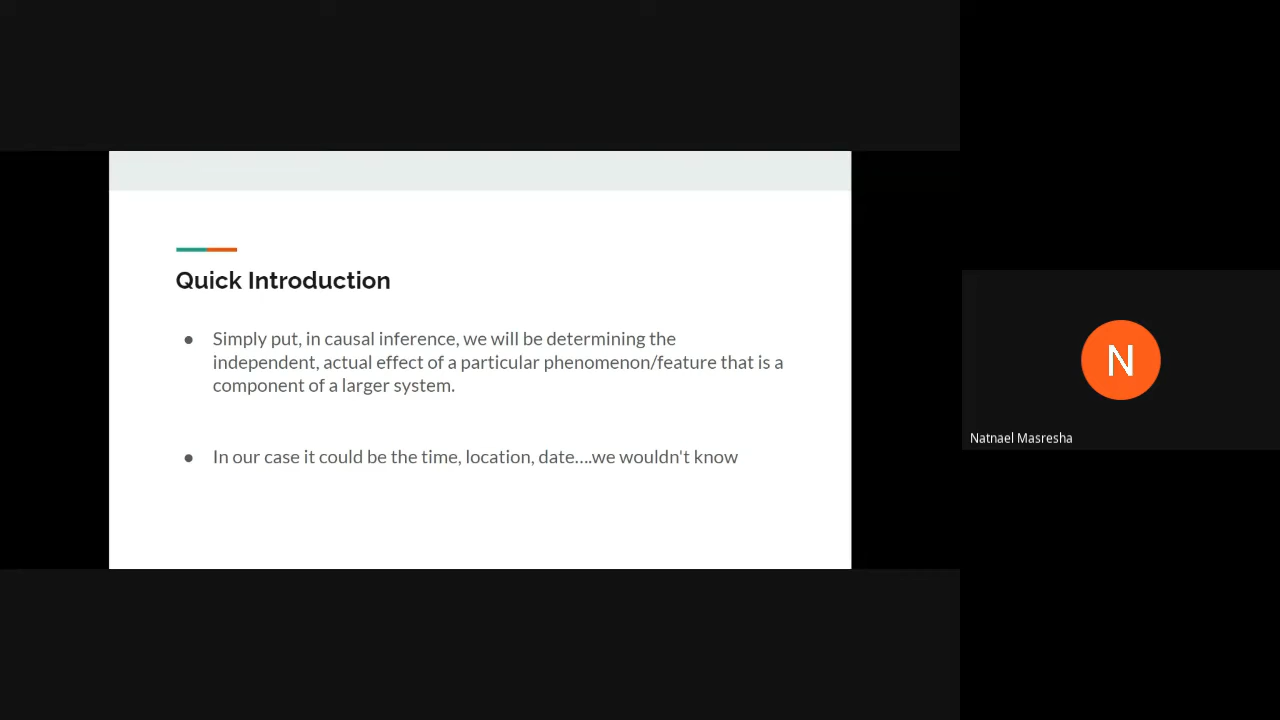 Quick Introduction
● Simply put, in causal inference, we will be determining the
independent, actual effect of a particular phenomenon/feature that is a
component of a larger system.
● In our case it could be the time, location, date....we wouldn't know
N
Natnael Masresha